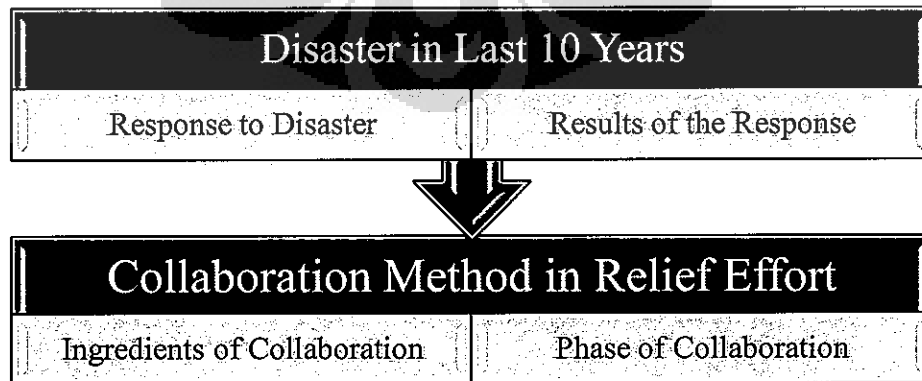 Disaster in Last 10 Years
Response to Disaster
Results of the Response
Collaboration Method in Relief Effort
Ingredients of Collaboration
Phase of Collaboration